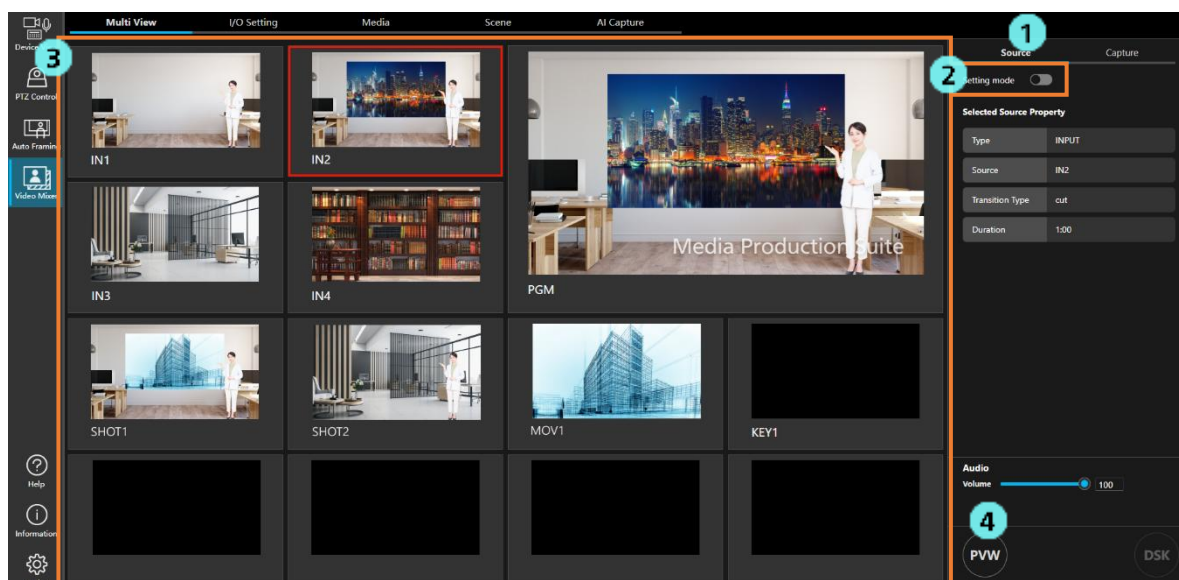 Multi View I/O Setting Media Scene AI Capture
1
Device
3
Source Capture
2
etting mode
PTZ Control
Selected Source Property
Type INPUT
Auto Framin
IN1 IN2
Source IN2
Video Mixer
Transition Type cut
Duration 1:00
Media Production Suite
IN3 IN4 PGM
SHOT1 SHOT2 MOV1 KEY1
Help
Audio
Volume 100
Information
4
PVW DSK